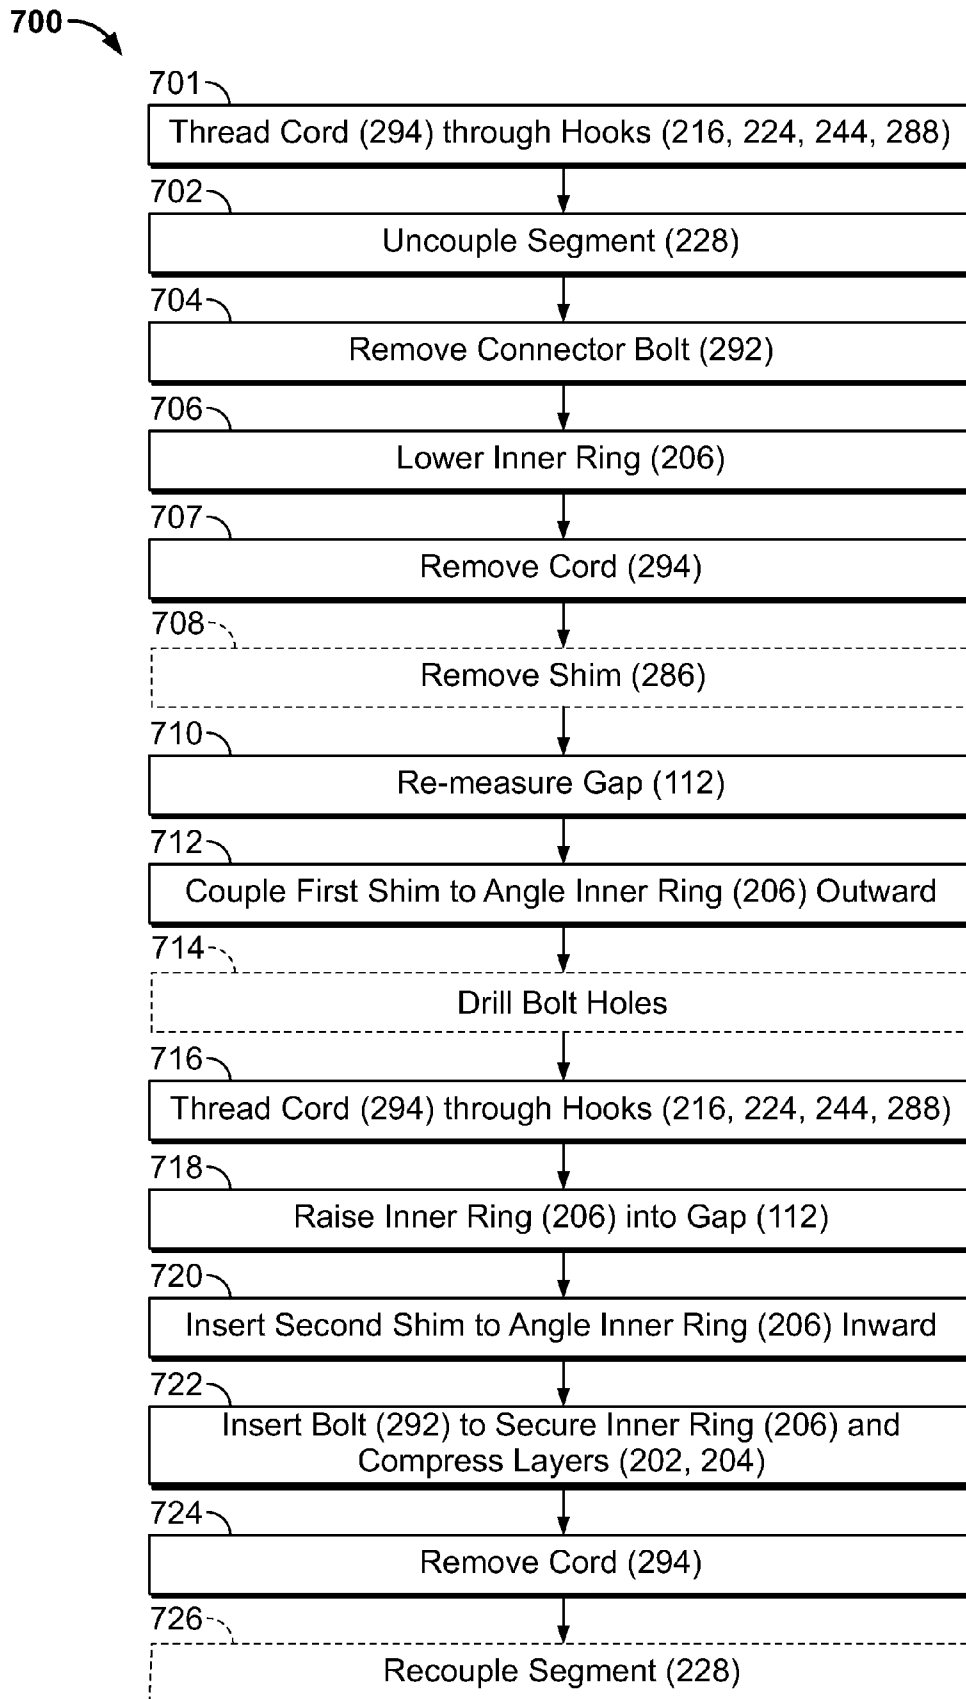 700
701
Thread Cord (294) through Hooks (216, 224, 244, 288)
702
Uncouple Segment (228)
704
Remove Connector Bolt (292)
706
Lower Inner Ring (206)
707
Remove Cord (294)
708
Remove Shim (286)
710
Re-measure Gap (112)
712
Couple First Shim to Angle Inner Ring (206) Outward
714
Drill Bolt Holes
716
Thread Cord (294) through Hooks (216, 224, 244, 288)
718
Raise Inner Ring (206) into Gap (112)
720
Insert Second Shim to Angle Inner Ring (206) Inward
722
Insert Bolt (292) to Secure Inner Ring (206) and
Compress Layers (202, 204)
724
Remove Cord (294)
726
Recouple Segment (228)